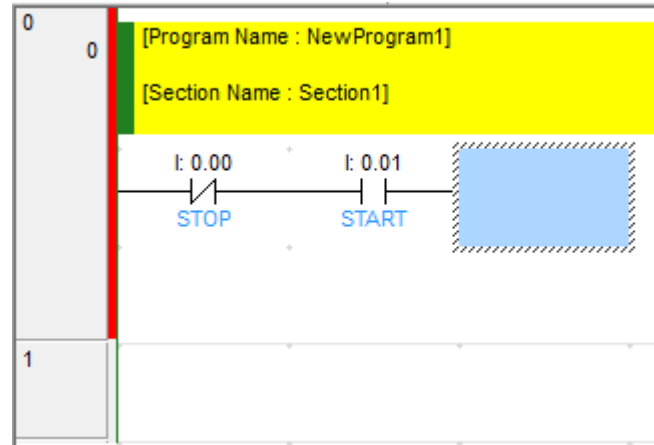 0
0
[Program Name : NewProgram1]
[Section Name : Section1]
I: 0.00 I: 0.01
STOP START
1